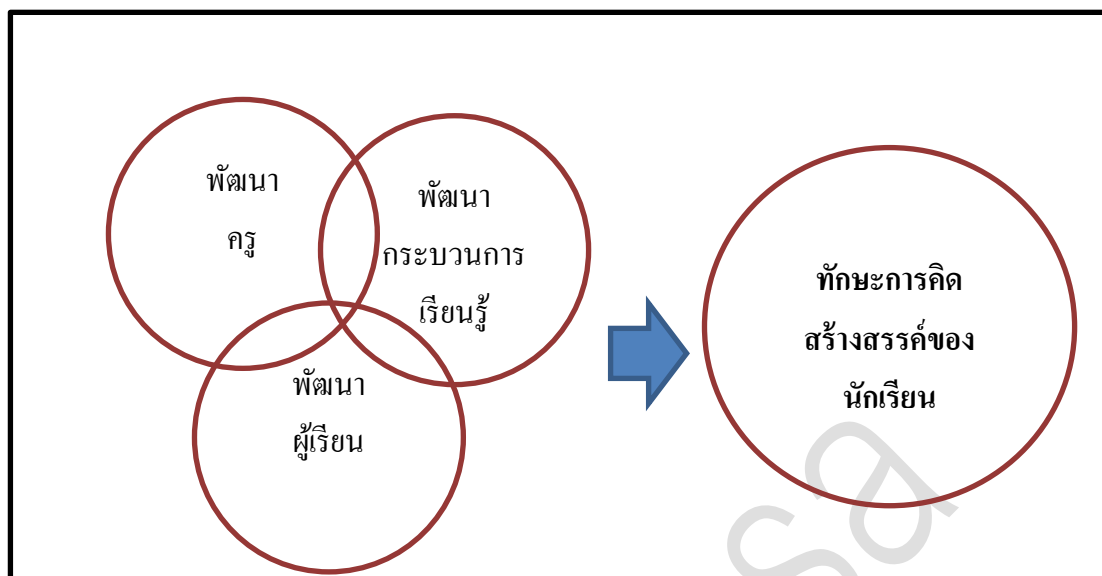 พัฒนา
ครู
พัฒนา
กระบวนการ
เรียนรู้
พัฒนา
ผู้เรียน
ทักษะการคิด
สร้างสรรค์ของ
นักเรียน
sa